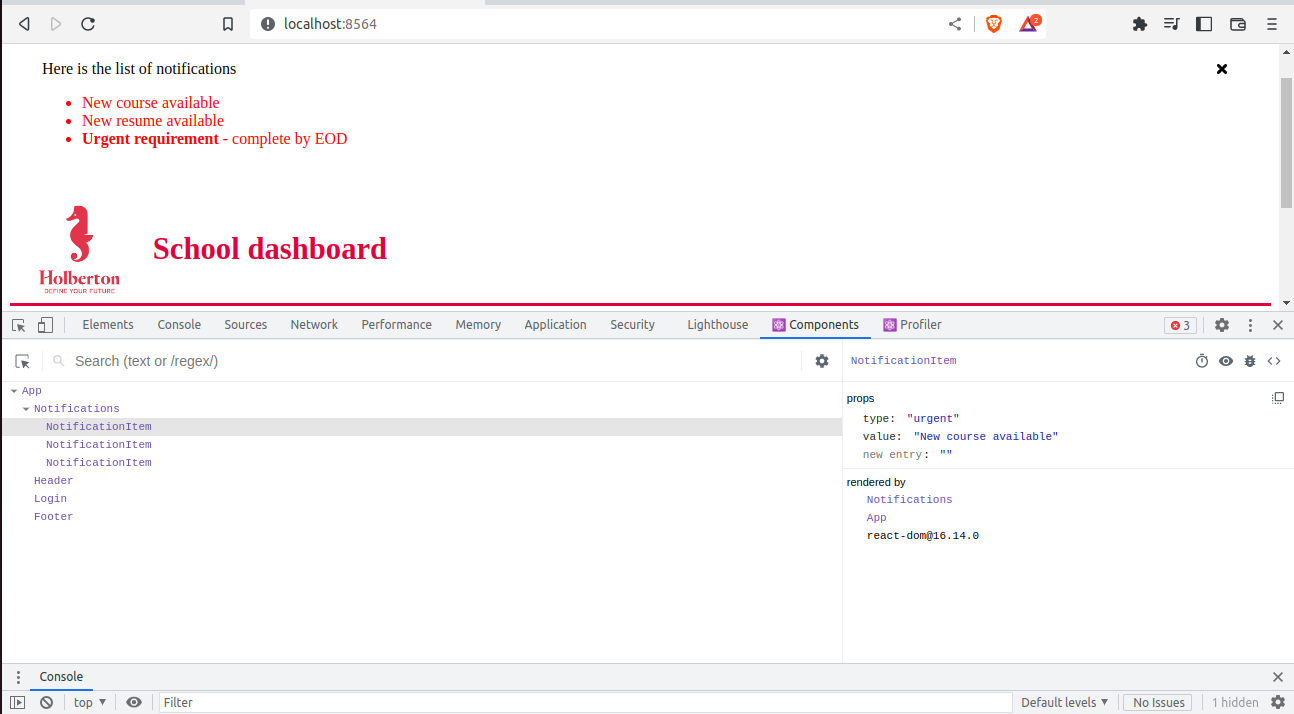 localhost:8564
2
Here is the list of notifications
New course available
New resume available
Urgent requirement - complete by EOD
Holberton
DEFINE YOUR FUTURE
School dashboard
Elements Console Sources Network Performance Memory Application Security Lighthouse Components Profiler 3
Search (text or /regex/)
NotificationItem
App
Notifications
NotificationItem
NotificationItem
NotificationItem
Header
Login
Footer
props
type: "urgent"
value: "New course available"
new entry: ""
rendered by
Notifications
App
react-dom@16.14.0
Console
top Filter Default levels No Issues 1 hidden